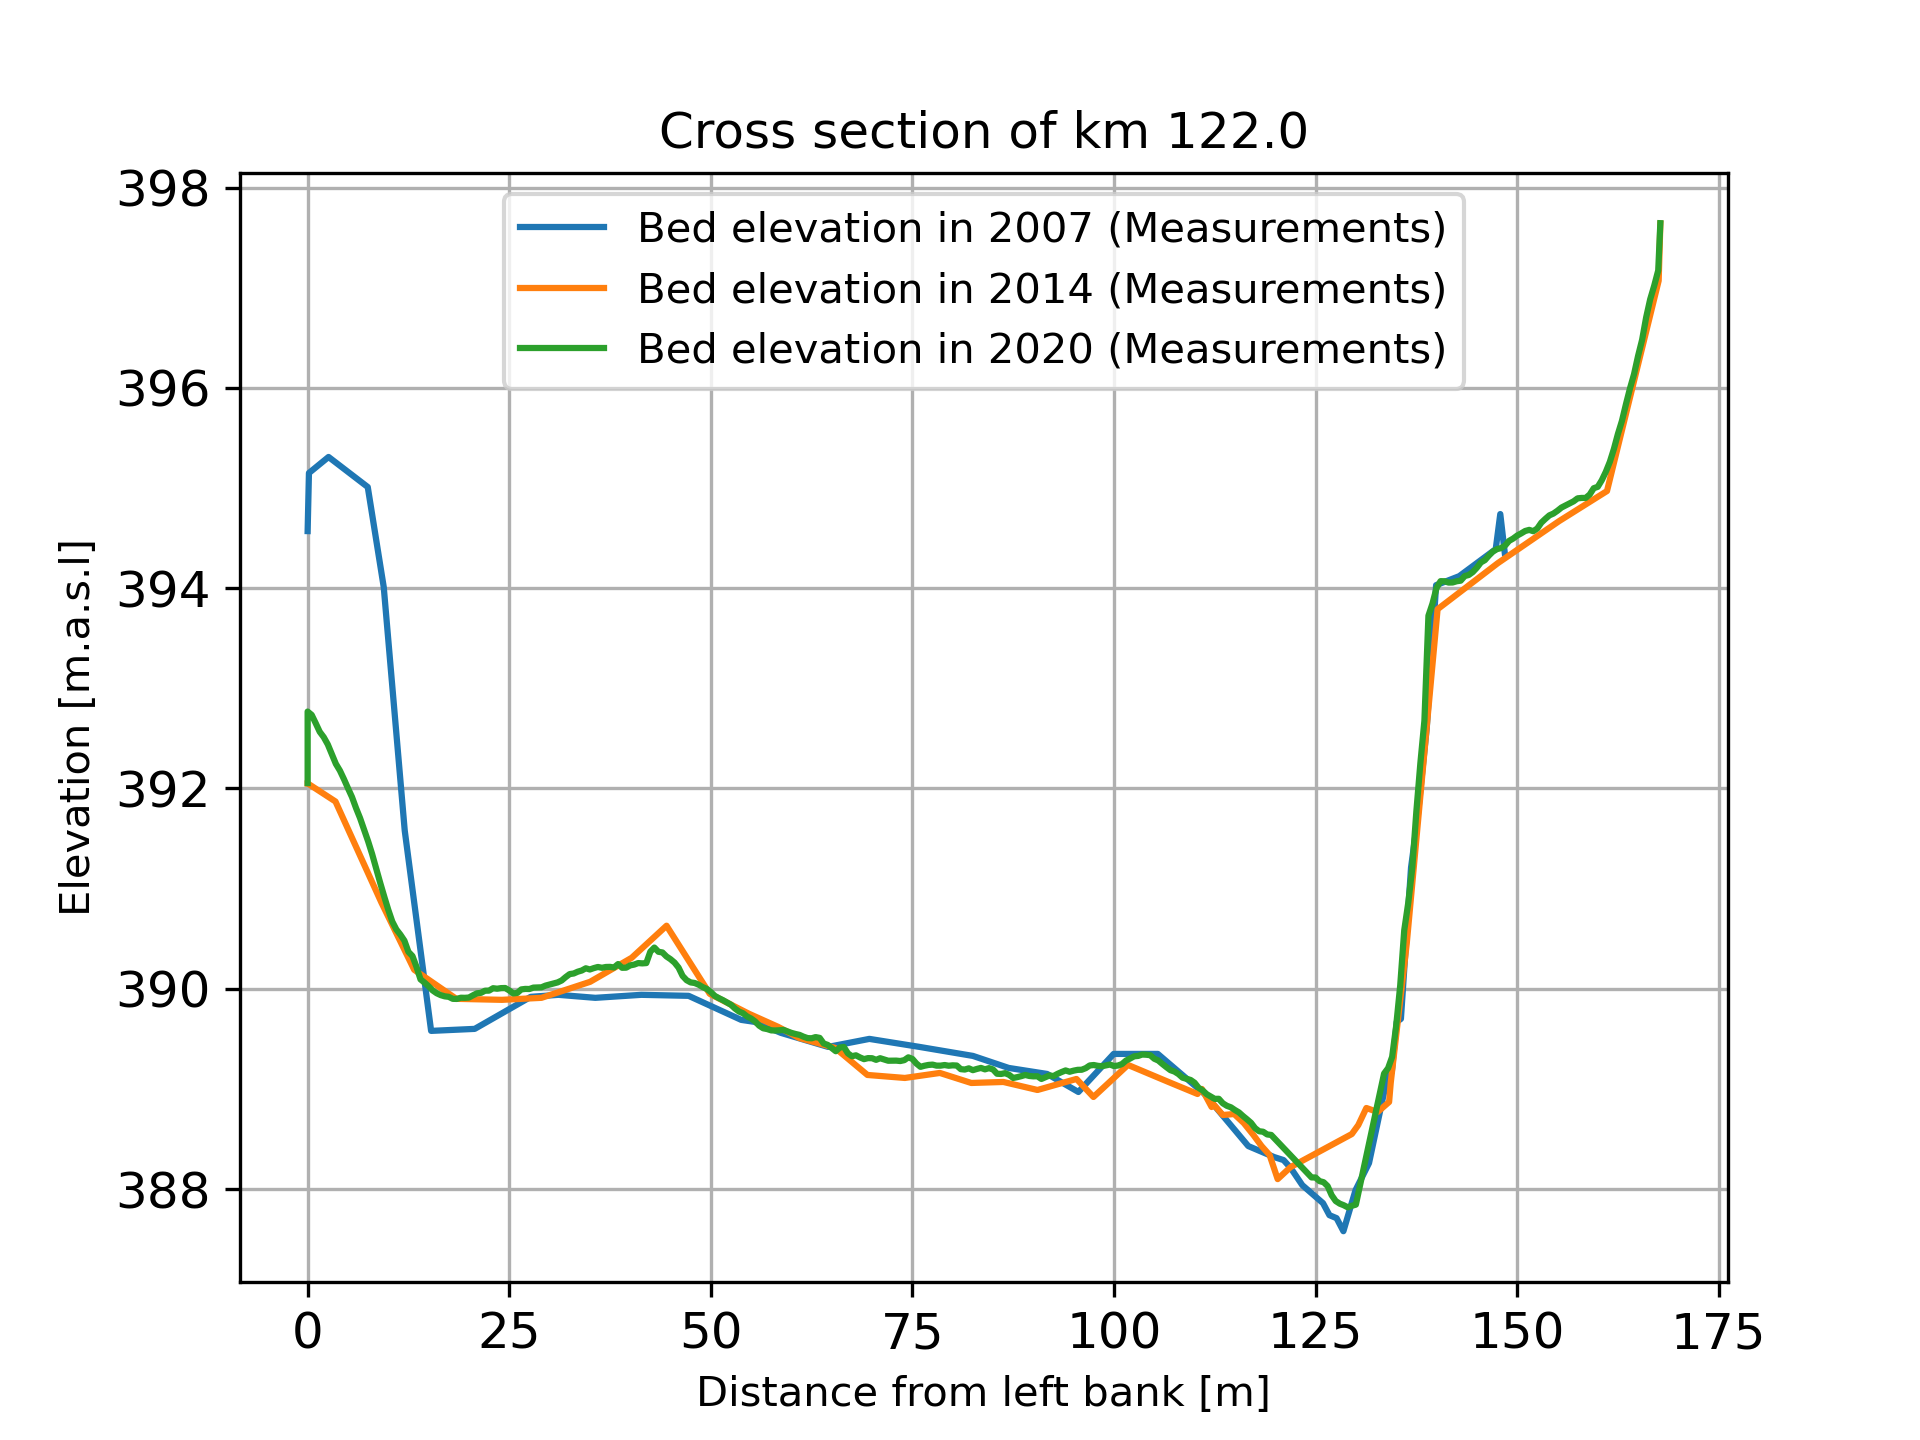 Cross section of km 122.0
Bed elevation in 2007 (Measurements)
Bed elevation in 2014 (Measurements)
Bed elevation in 2020 (Measurements)
Elevation [m.a.s.l]
398
396
394
392
390
388
0 25 50 75 100 125 150 175
Distance from left bank [m]